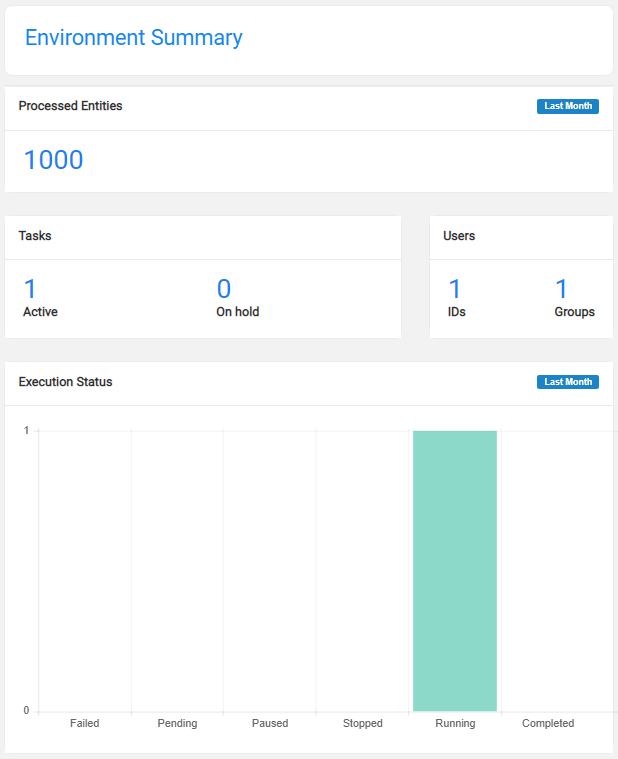 Environment Summary
Processed Entities
Last Month
1000
Tasks
1
Active
0
On hold
Users
1
IDs
1
Groups
Execution Status
Last Month
1
0
Failed Pending Paused Stopped Running Completed